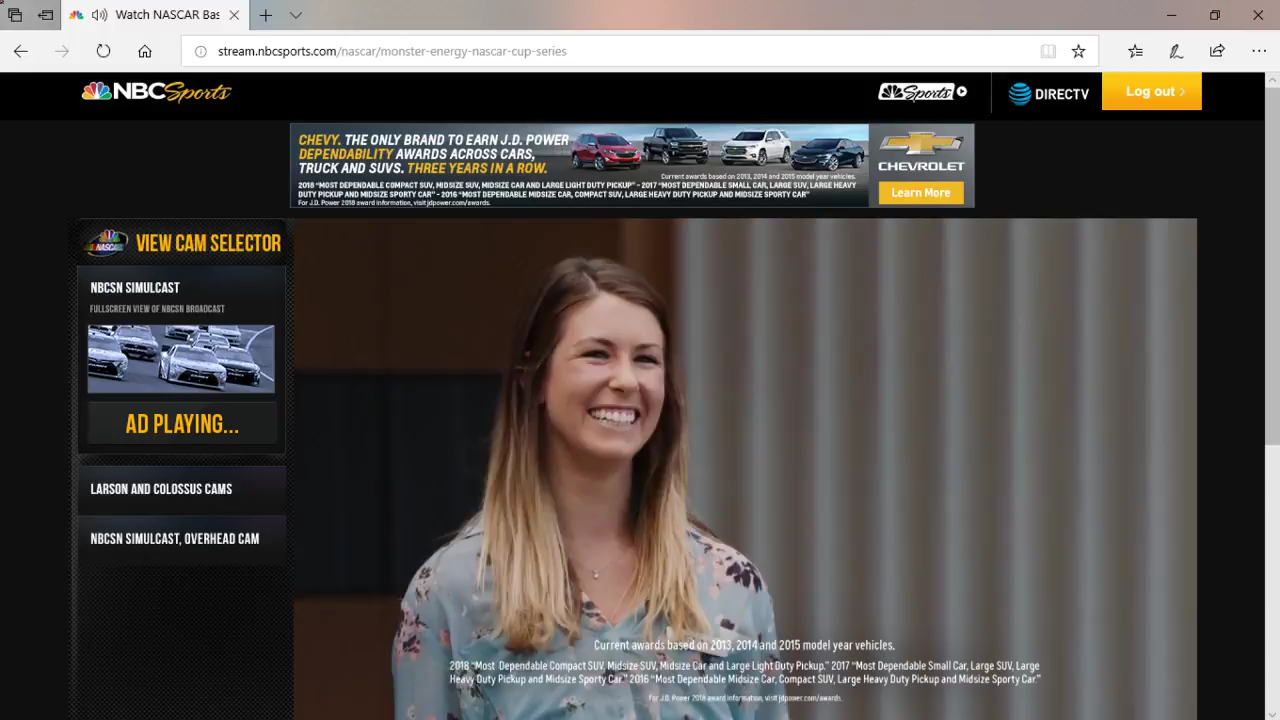 Watch NASCAR Bas
stream.nbcsports.com/nascar/monster-energy-nascar-cup-series
NBC Sports
Sports
DIRECTV
Log out
CHEVY. THE ONLY BRAND TO EARN J.D. POWER
DEPENDABILITY AWARDS ACROSS CARS,
TRUCK AND SUVS. THREE YEARS IN A ROW.
Current awards based on 2013, 2014 and 2015 model year vehicles.
2018 "MOST DEPENDABLE COMPACT SUV, MIDSIZE SUV, MIDSIZE CAR AND LARGE LIGHT DUTY PICKUP" - 2017 "MOST DEPENDABLE SMALL CAR, LARGE SUV, LARGE HEAVY
DUTY PICKUP AND MIDSIZE SPORTY CAR" - 2016 "MOST DEPENDABLE MIDSIZE CAR, COMPACT SUV, LARGE HEAVY DUTY PICKUP AND MIDSIZE SPORTY CAR"
For J.D. Power 2018 award information, visit jdpower.com/awards.
CHEVROLET
Learn More
NASCAR
VIEW CAM SELECTOR
NBCSN SIMULCAST
FULLSCREEN VIEW OF NBCSN BROADCAST
AD PLAYING...
LARSON AND COLOSSUS CAMS
NBCSN SIMULCAST, OVERHEAD CAM
Current awards based on 2013, 2014 and 2015 model year vehicles.
2018 "Most Dependable Compact SUV, Midsize SUV, Midsize Car and Large Light Duty Pickup." 2017 "Most Dependable Small Car, Large SUV, Large
Heavy Duty Pickup and Midsize Sporty Car." 2016 "Most Dependable Midsize Car, Compact SUV, Large Heavy Duty Pickup and Midsize Sporty Car."
For J.D. Power 2018 award information, visit jdpower.com/awards.